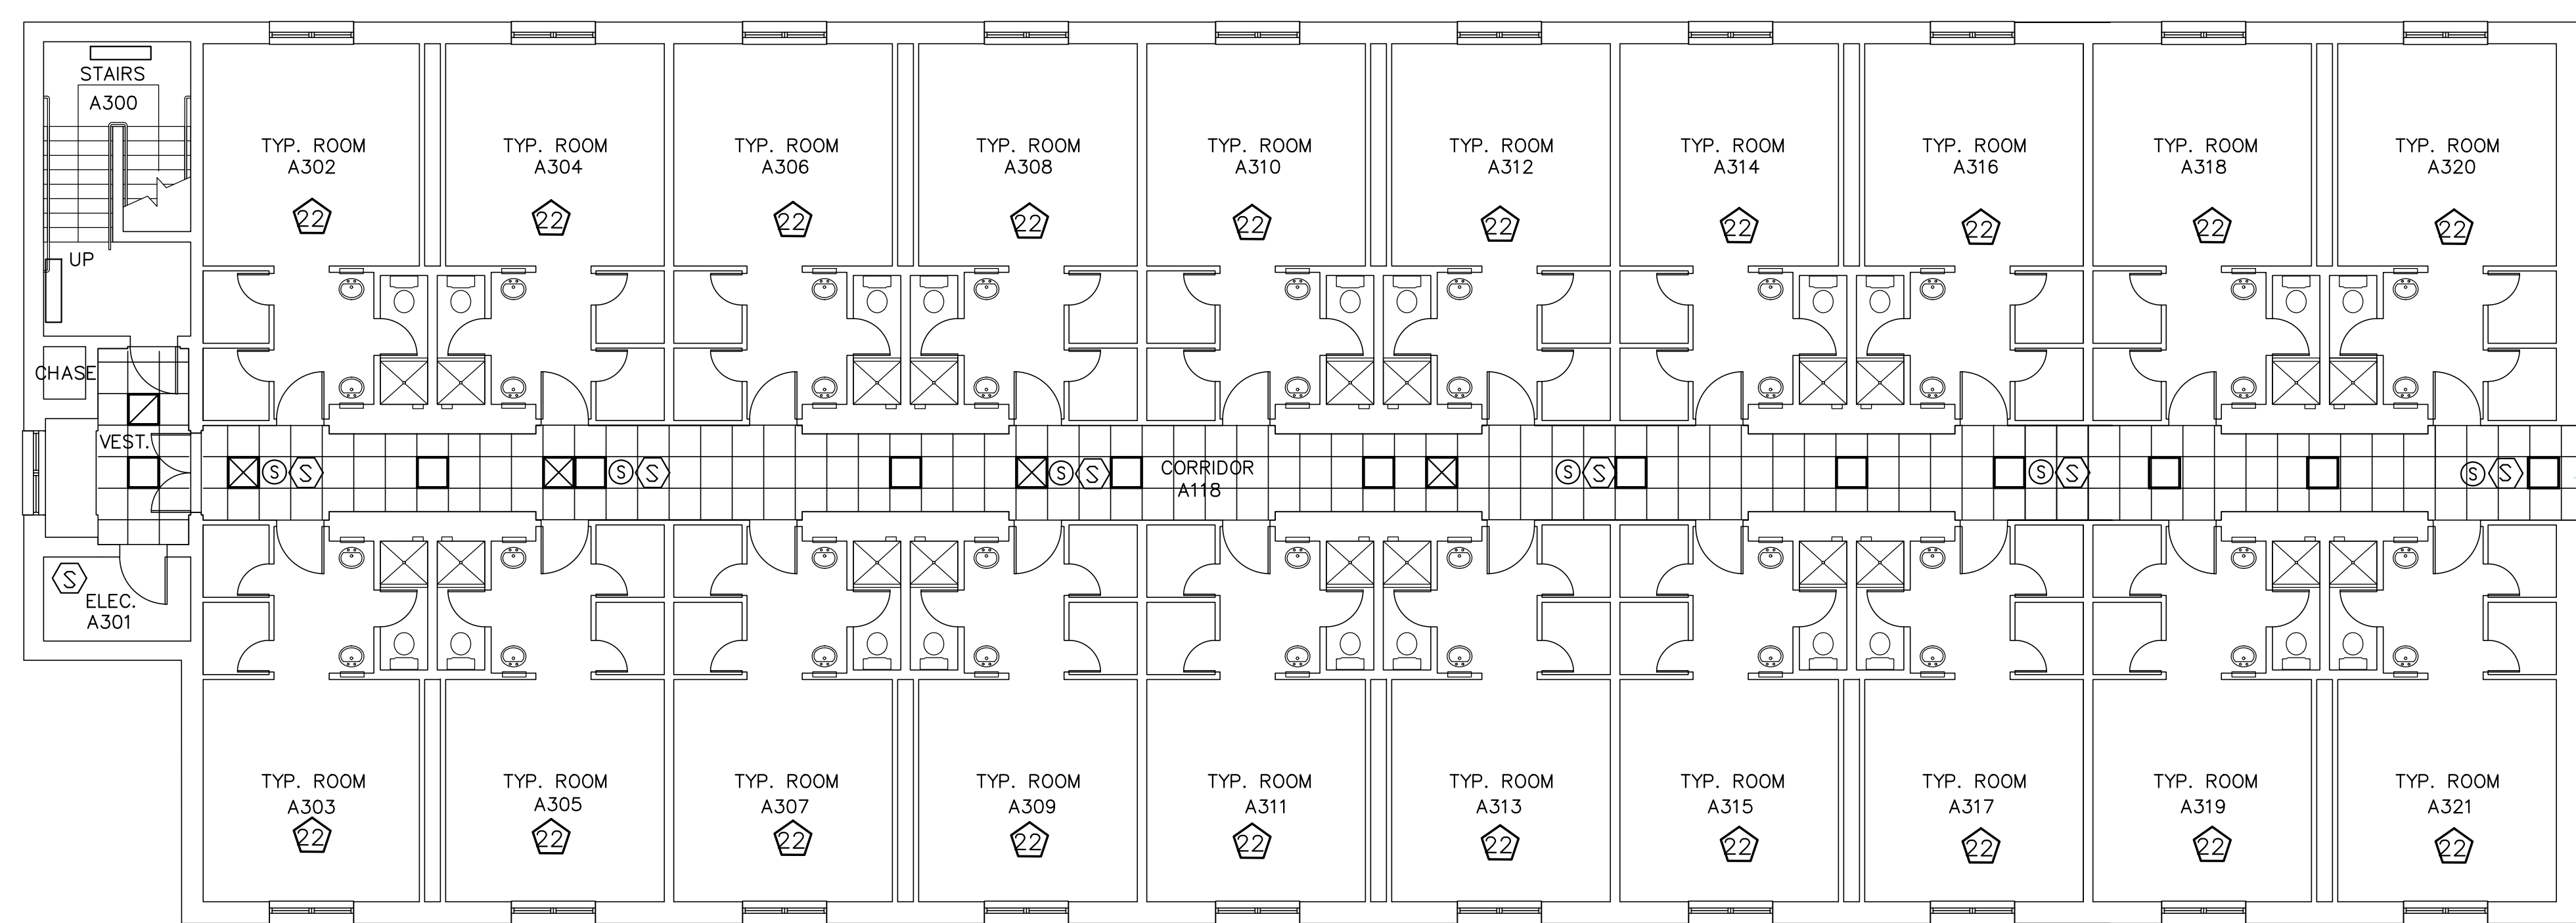 STAIRS
A300
UP
CHASE
VEST.
ELEC.
A301
S
TYP. ROOM
A302
22
TYP. ROOM
A304
22
TYP. ROOM
A306
22
TYP. ROOM
A308
22
TYP. ROOM
A310
22
TYP. ROOM
A312
22
TYP. ROOM
A314
22
TYP. ROOM
A316
22
TYP. ROOM
A318
22
TYP. ROOM
A320
22
S S
S S
S S
CORRIDOR
A118
S S
S S
S S
TYP. ROOM
A303
22
TYP. ROOM
A305
22
TYP. ROOM
A307
22
TYP. ROOM
A309
22
TYP. ROOM
A311
22
TYP. ROOM
A313
22
TYP. ROOM
A315
22
TYP. ROOM
A317
22
TYP. ROOM
A319
22
TYP. ROOM
A321
22